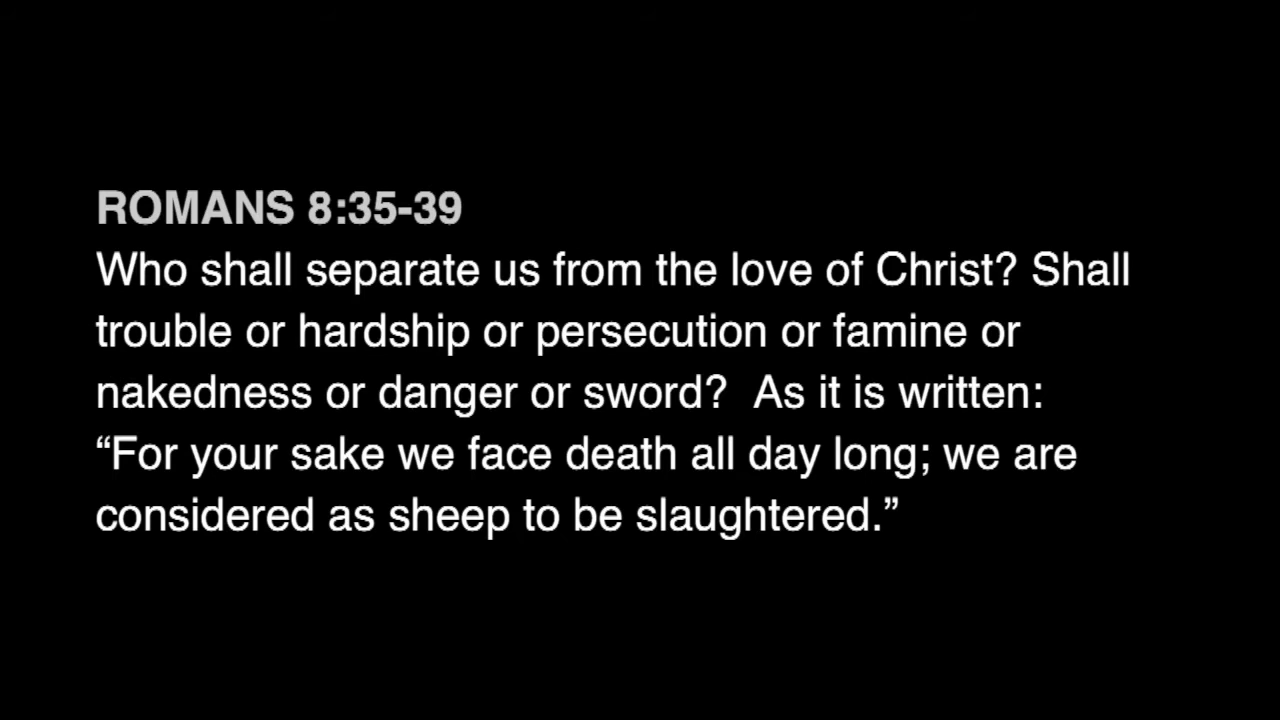 ROMANS 8:35-39
Who shall separate us from the love of Christ? Shall
trouble or hardship or persecution or famine or
nakedness or danger or sword?  As it is written:
“For your sake we face death all day long; we are
considered as sheep to be slaughtered.”